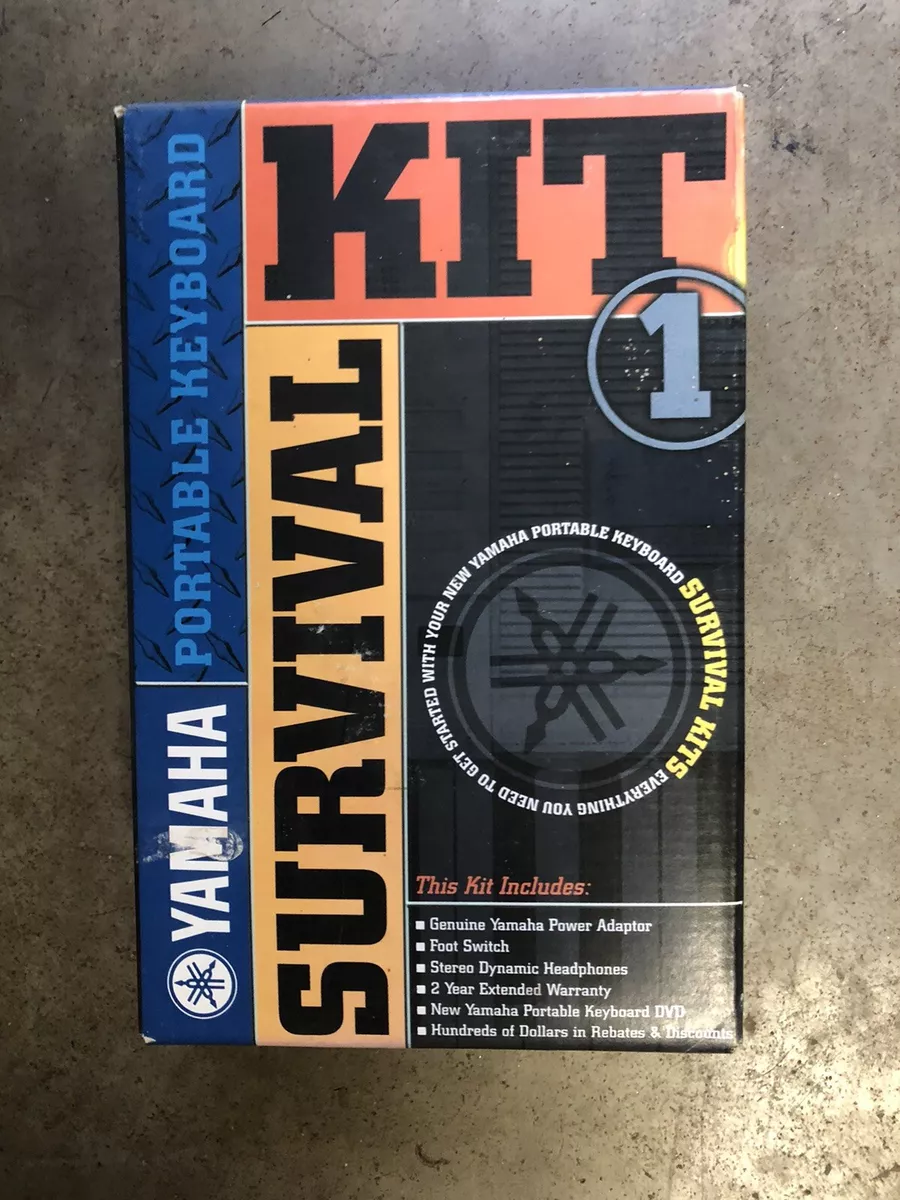 KIT
1
YAMAHA PORTABLE KEYBOARD
SURVIVAL
EVERYTHING YOU NEED TO GET STARTED WITH YOUR NEW YAMAHA PORTABLE KEYBOARD SURVIVAL KITS
This Kit Includes:
Genuine Yamaha Power Adaptor
Foot Switch
Stereo Dynamic Headphones
2 Year Extended Warranty
New Yamaha Portable Keyboard DVD
Hundreds of Dollars in Rebates & Discounts